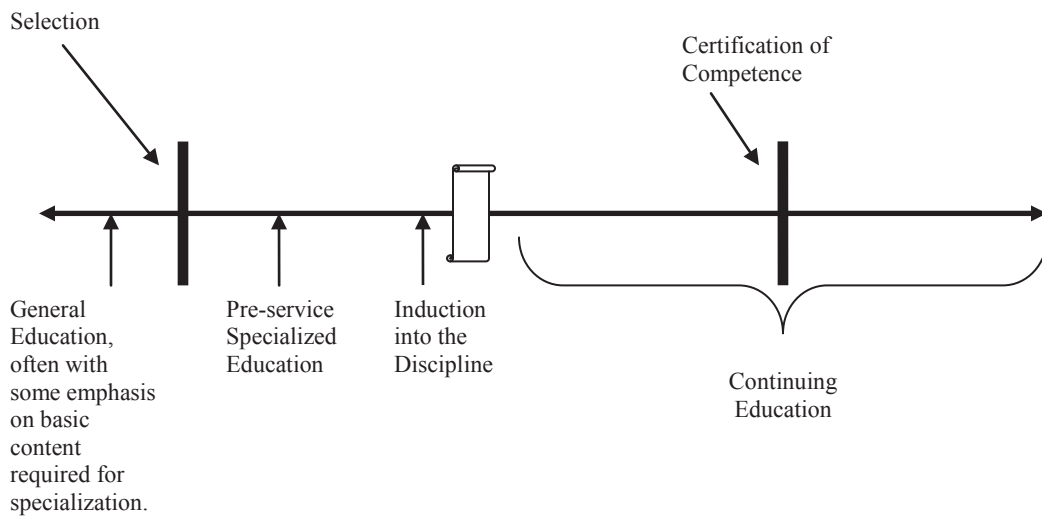 Selection
Certification of
Competence
General
Education,
often with
some emphasis
on basic
content
required for
specialization.
Pre-service
Specialized
Education
Induction
into the
Discipline
Continuing
Education